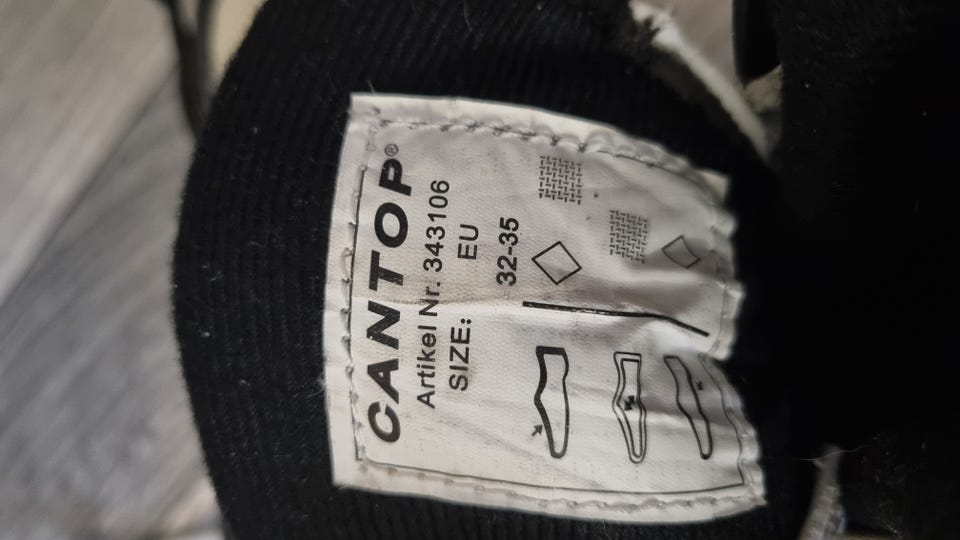 CANTOP®
Artikel Nr. 343106
SIZE: EU
32-35